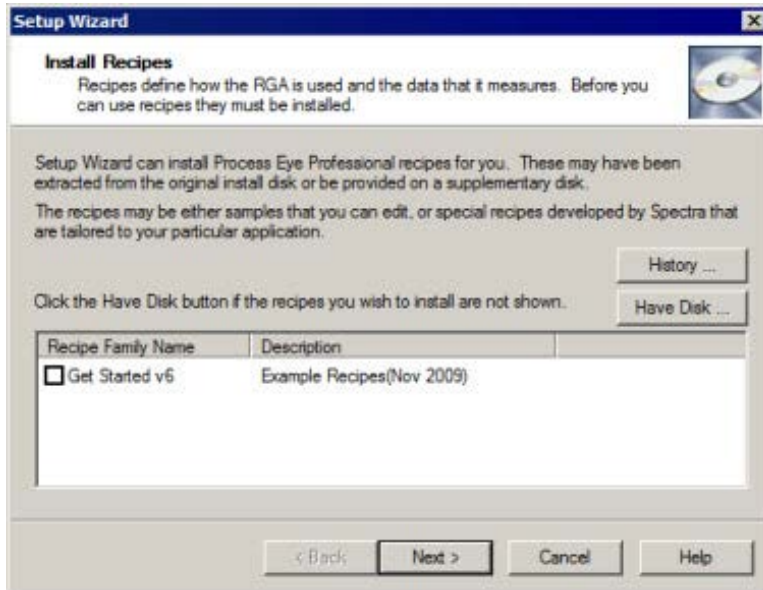 Setup Wizard
Install Recipes
Recipes define how the RGA is used and the data that it measures. Before you
can use recipes they must be installed.
Setup Wizard can install Process Eye Professional recipes for you. These may have been
extracted from the original install disk or be provided on a supplementary disk.
The recipes may be either samples that you can edit, or special recipes developed by Spectra that
are tailored to your particular application.
History ...
Click the Have Disk button if the recipes you wish to install are not shown.
Have Disk ...
Recipe Family Name Description
Get Started v6 Example Recipes(Nov 2009)
< Back Next > Cancel Help